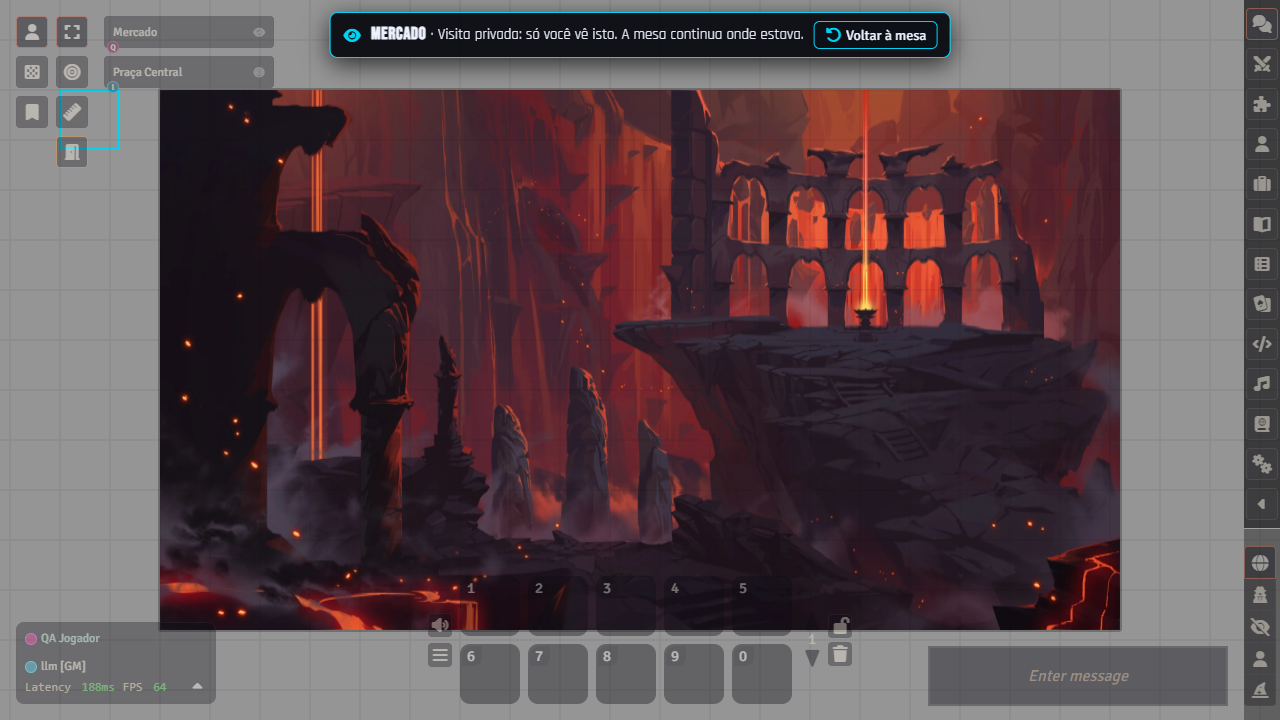 MERCADO · Visita privada: só você vê isto. A mesa continua onde estava. Voltar à mesa
Mercado
Q
Praça Central
l
1 2 3 4 5
6 7 8 9 0
1
QA Jogador
llm [GM]
Latency 188ms FPS 64
Enter message